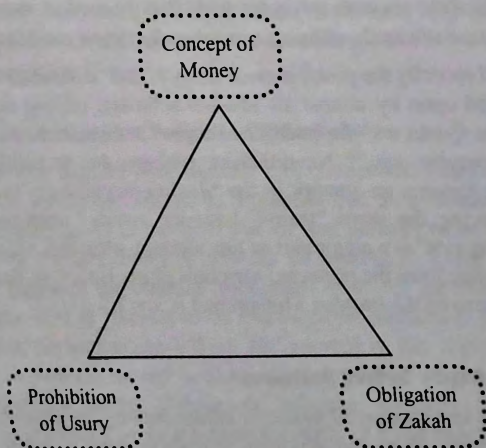 Concept of
Money
Prohibition
of Usury
Obligation
of Zakah